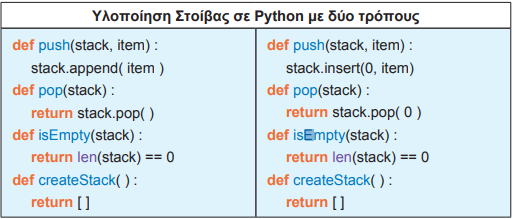 Υλοποίηση Στοίβας σε Python με δύο τρόπους
def push(stack, item) :
stack.append( item )
def pop(stack) :
return stack.pop( )
def isEmpty(stack) :
return len(stack) == 0
def createStack( ) :
return [ ]
def push(stack, item) :
stack.insert(0, item)
def pop(stack) :
return stack.pop( 0 )
def isEmpty(stack) :
return len(stack) == 0
def createStack( ) :
return [ ]